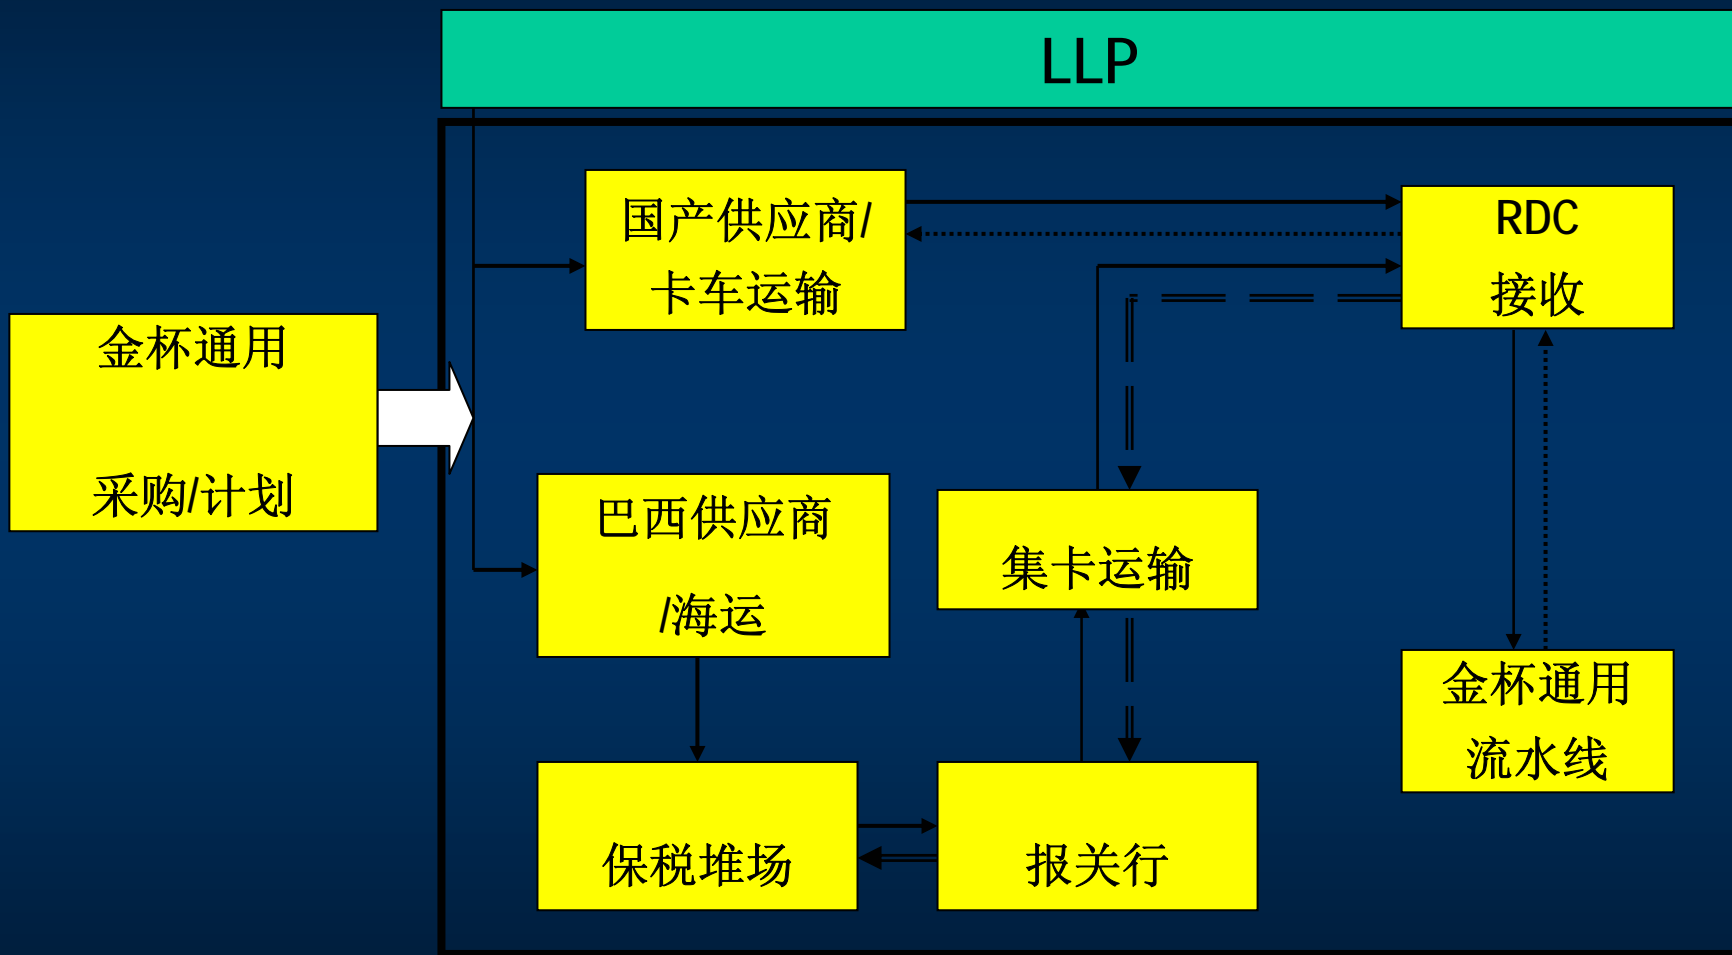 LLP
国产供应商/
卡车运输
RDC
接收
金杯通用
采购/计划
巴西供应商
/海运
集卡运输
金杯通用
流水线
保税堆场
报关行